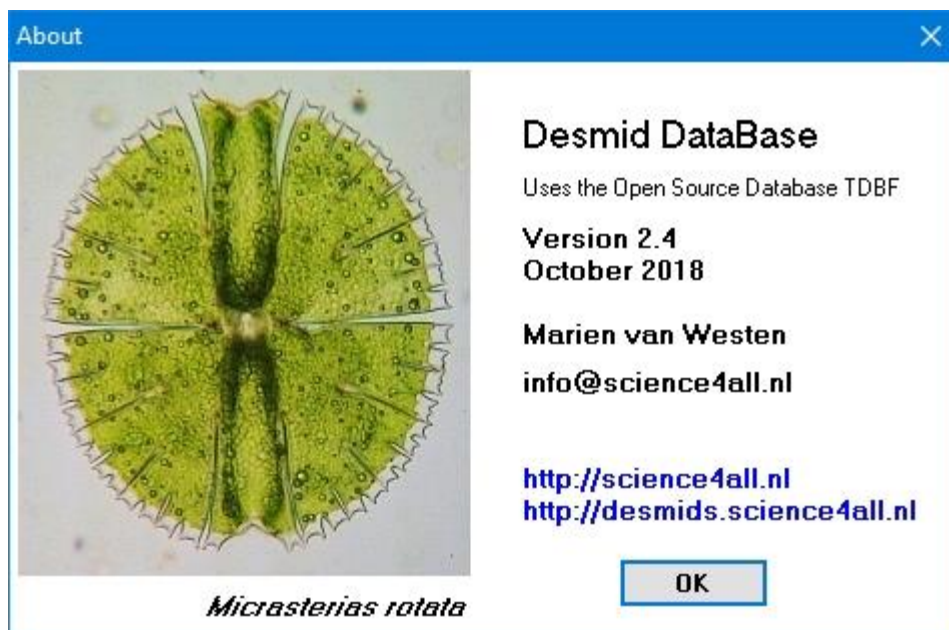 About
Desmid DataBase
Uses the Open Source Database TDBF
Version 2.4
October 2018
Marien van Westen
info@science4all.nl
http://science4all.nl
http://desmids.science4all.nl
OK
Micrasterias rotata